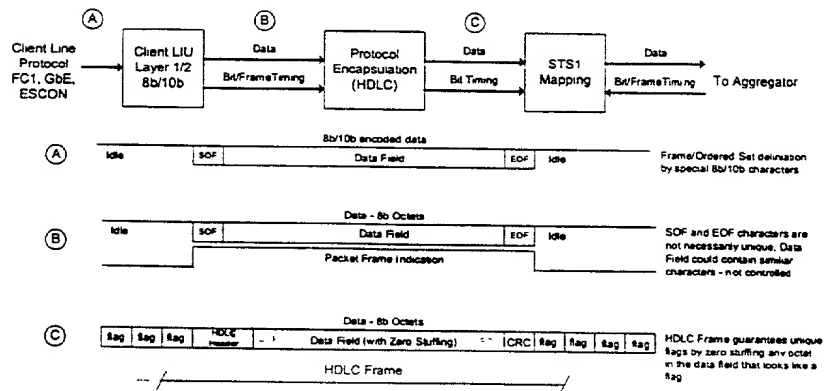 A
B
C
Client Line
Protocol
FC1, GbE,
ESCON
Client LIU
Layer 1/2
8b/10b
Data
Bit/FrameTiming
Protocol
Encapsulation
(HDLC)
Data
Bit Timing
STS1
Mapping
Data
Bit/FrameTiming
To Aggregator
A
8b/10b encoded data
Idle
SOF
Data Field
EOF
Idle
Frame/Ordered Set deliniation
by special 8b/10b characters
B
Data - 8b Octets
Idle
SOF
Data Field
EOF
Idle
Packet Frame Indication
SOF and EOF characters are
not necessarily unique, Data
Field could contain similiar
characters - not controlled
C
Data - 8b Octets
flag
flag
flag
HDLC
Header
Data Field (with Zero Stuffing)
CRC
flag
flag
flag
flag
HDLC Frame guarantees unique
flags by zero stuffing any octet
in the data field that looks like a
flag
HDLC Frame